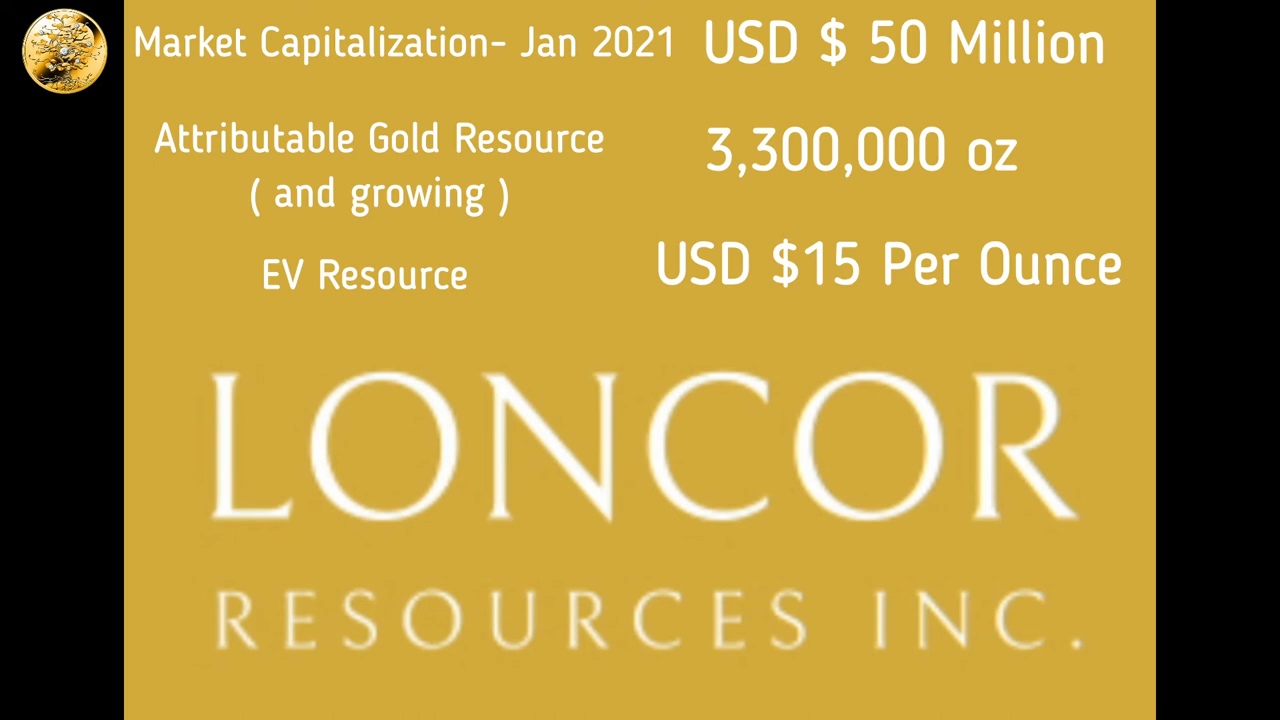 Market Capitalization- Jan 2021 USD $ 50 Million
Attributable Gold Resource 3,300,000 oz
( and growing )
EV Resource USD $15 Per Ounce
LONCOR
RESOURCES INC.